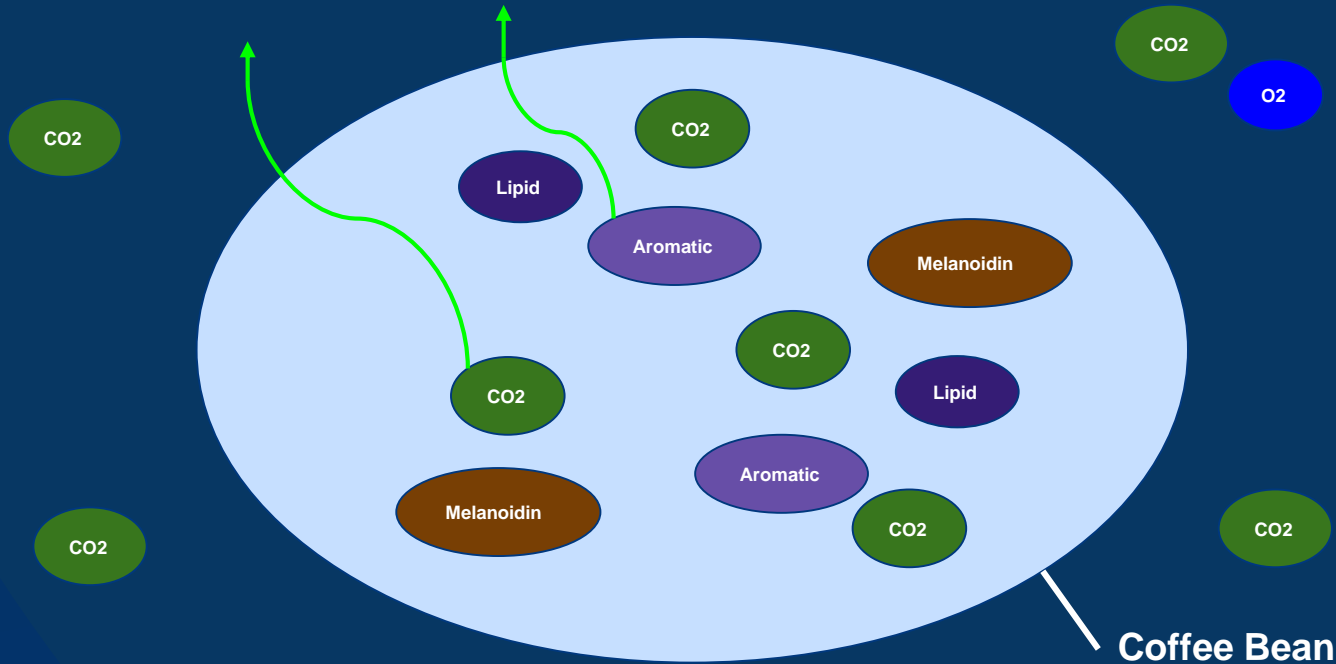 CO2
O2
CO2
CO2
Lipid
Aromatic
Melanoidin
CO2
CO2
Lipid
Aromatic
Melanoidin
CO2
CO2
CO2
Coffee Bean